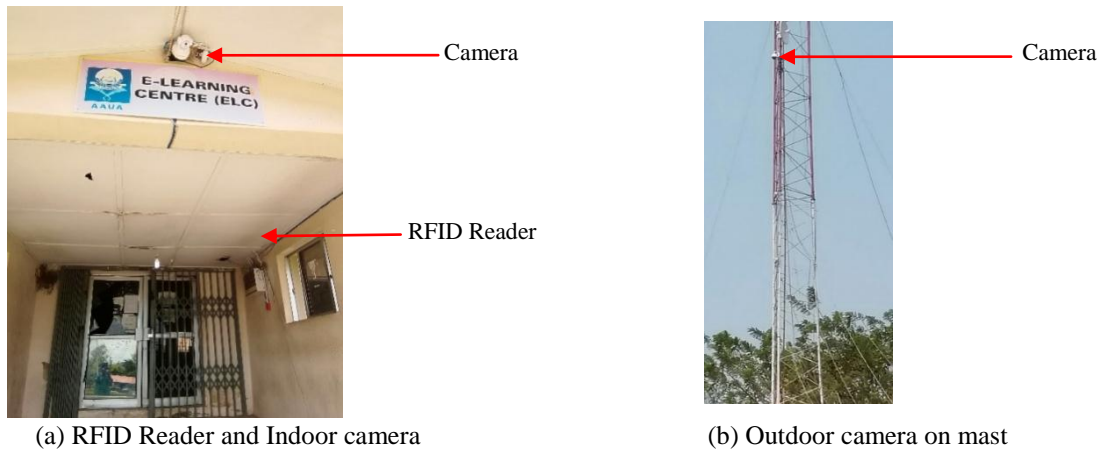 Camera
Camera
E-LEARNING
CENTRE (ELC)
AAUA
RFID Reader
(a) RFID Reader and Indoor camera
(b) Outdoor camera on mast